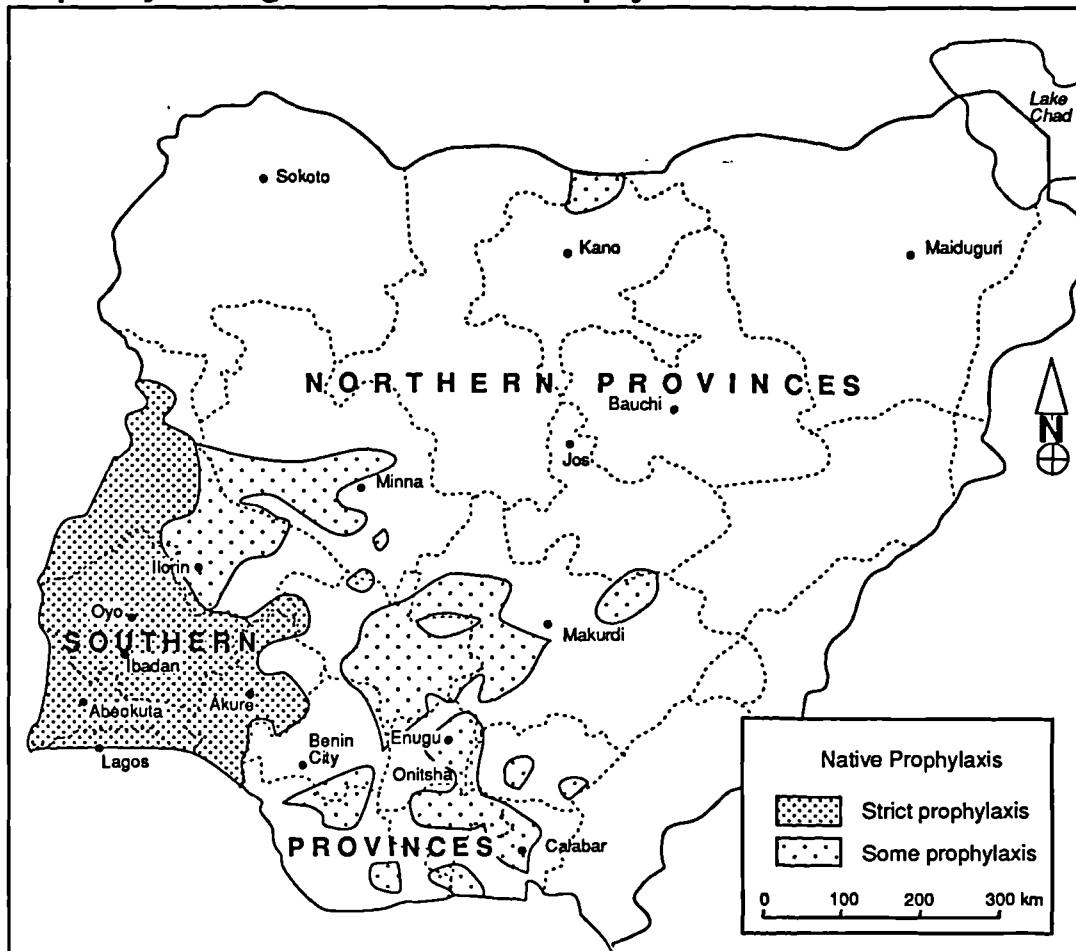 Lake
Chad
Sokoto
Kano
Maiduguri
NORTHERN PROVINCES
Bauchi
Jos
N
Minna
Ilorin
Oyo
SOUTHERN
Ibadan
Makurdi
Abeokuta
Akure
Lagos
Benin
City
Enugu
Onitsha
PROVINCES
Calabar
Native Prophylaxis
Strict prophylaxis
Some prophylaxis
0 100 200 300 km